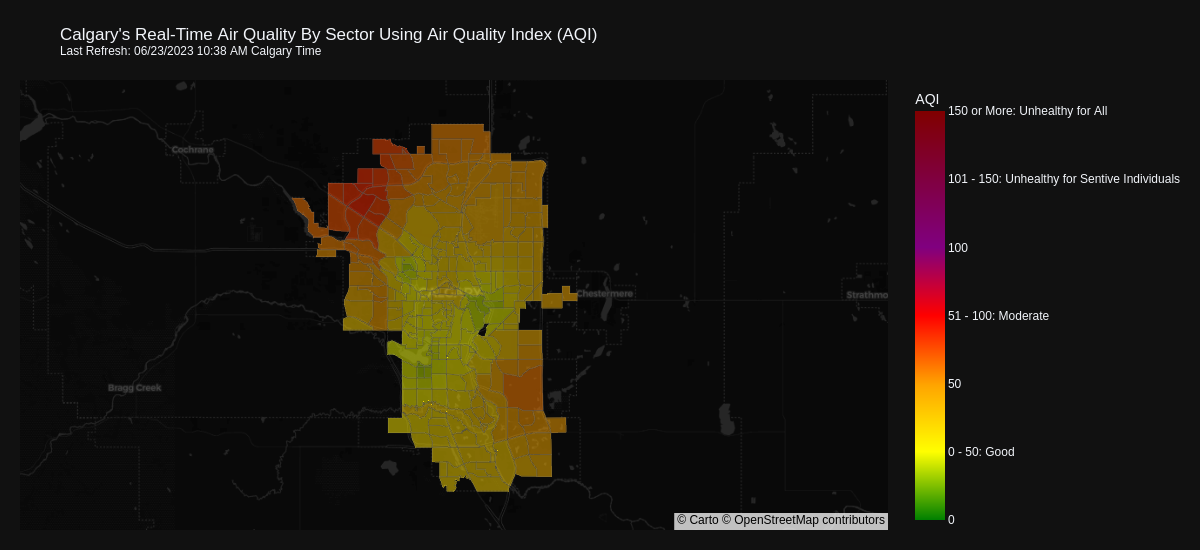 Calgary's Real-Time Air Quality By Sector Using Air Quality Index (AQI)
Last Refresh: 06/23/2023 10:38 AM Calgary Time
AQI
150 or More: Unhealthy for All
Cochrane
101 - 150: Unhealthy for Sentive Individuals
100
Chestermere
Strathmo
51 - 100: Moderate
50
Bragg Creek
0 - 50: Good
0
© Carto © OpenStreetMap contributors